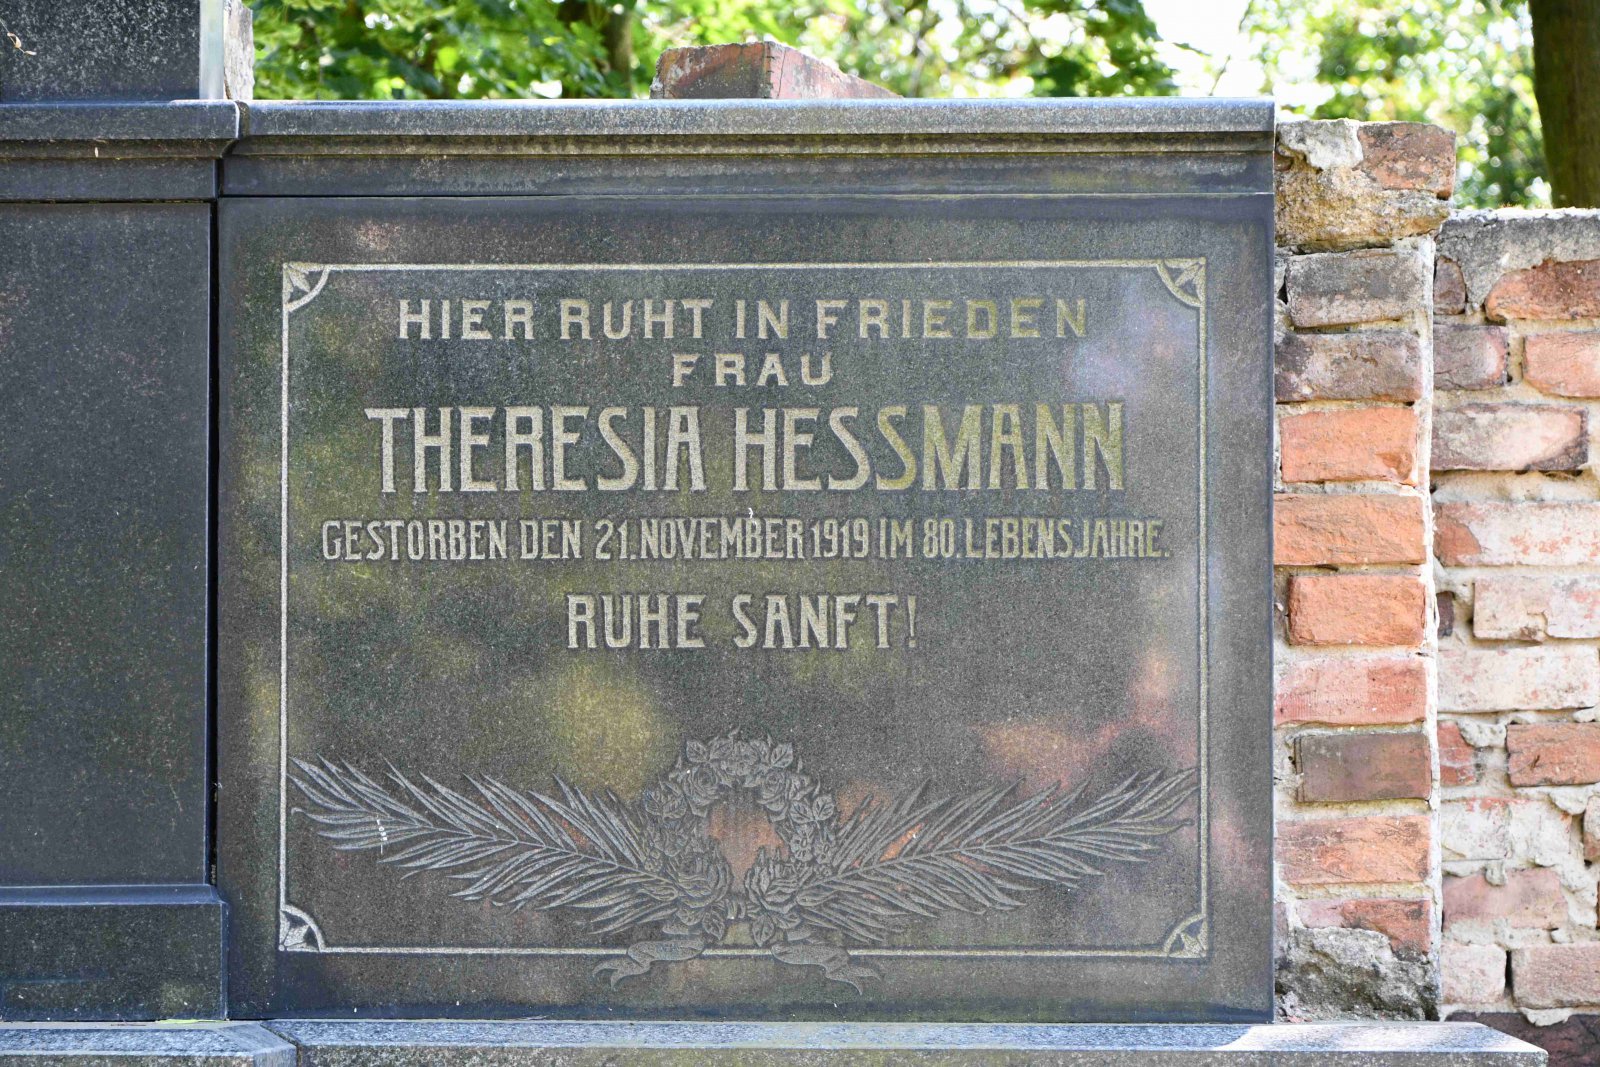 HIER RUHT IN FRIEDEN
FRAU
THERESIA HESSMANN
GESTORBEN DEN 21. NOVEMBER 1919 IM 80. LEBENSJAHRE.
RUHE SANFT!